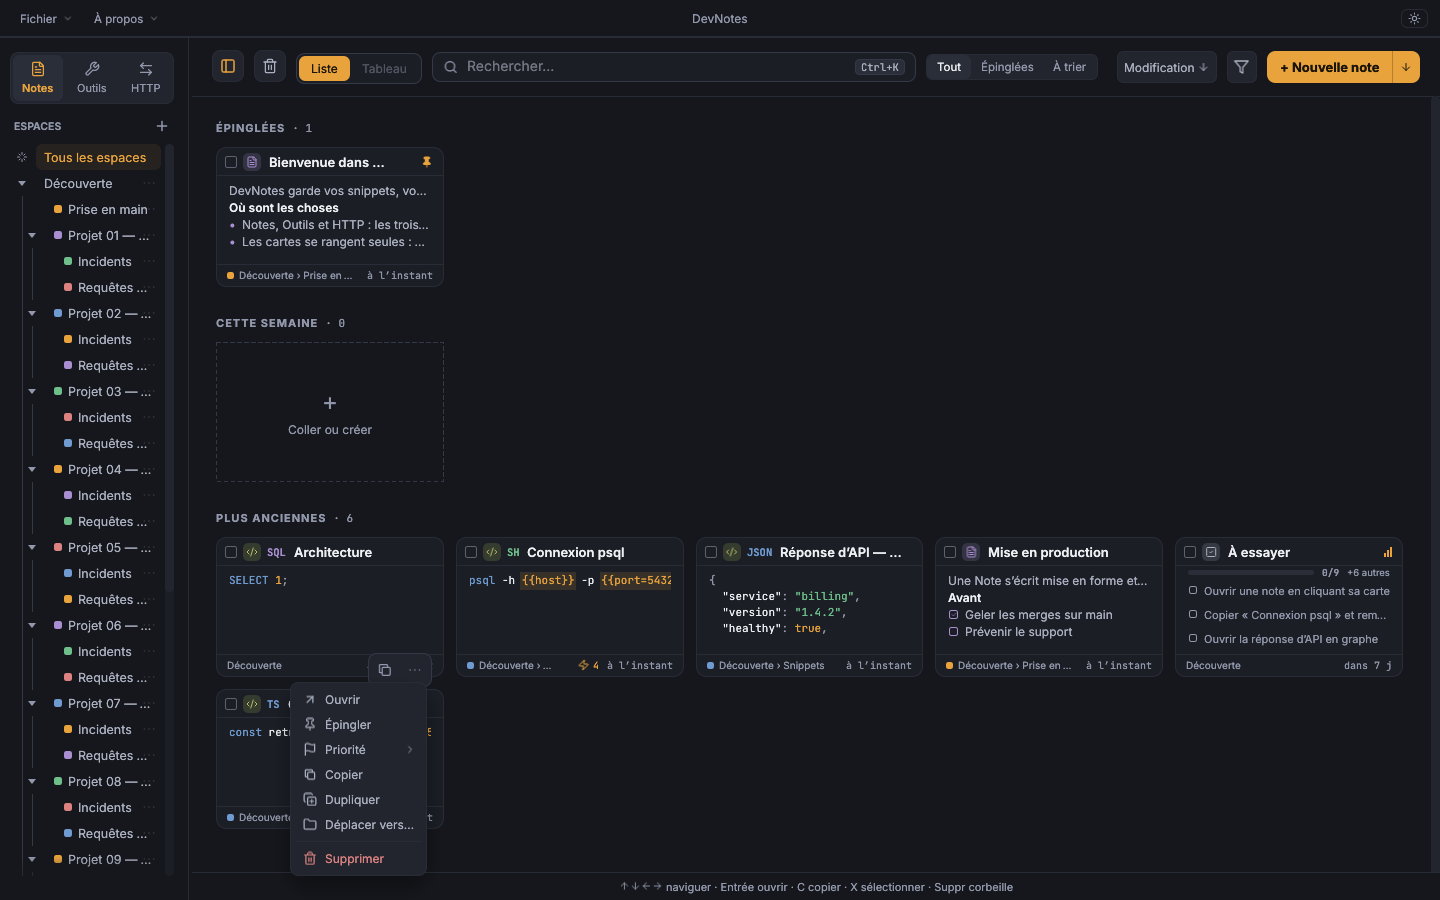 Fichier À propos DevNotes
Notes Outils HTTP
Liste Tableau Rechercher... Ctrl+K Tout Épinglées À trier Modification + Nouvelle note
ESPACES
Tous les espaces
Découverte
Prise en main
Projet 01 — ...
Incidents
Requêtes ...
Projet 02 — ...
Incidents
Requêtes ...
Projet 03 — ...
Incidents
Requêtes ...
Projet 04 — ...
Incidents
Requêtes ...
Projet 05 — ...
Incidents
Requêtes ...
Projet 06 — ...
Incidents
Requêtes ...
Projet 07 — ...
Incidents
Requêtes ...
Projet 08 — ...
Incidents
Requêtes ...
Projet 09 — ...
ÉPINGLÉES · 1
Bienvenue dans ...
DevNotes garde vos snippets, vo...
Où sont les choses
• Notes, Outils et HTTP : les trois...
• Les cartes se rangent seules : ...
Découverte › Prise en ... à l’instant
CETTE SEMAINE · 0
+
Coller ou créer
PLUS ANCIENNES · 6
SQL Architecture
SELECT 1;
Découverte
SH Connexion psql
psql -h {{host}} -p {{port=5432
Découverte › ... 4 à l’instant
JSON Réponse d’API — ...
{
"service": "billing",
"version": "1.4.2",
"healthy": true,
Découverte › Snippets à l’instant
Mise en production
Une Note s’écrit mise en forme et...
Avant
Geler les merges sur main
Prévenir le support
Découverte › Prise en ... à l’instant
À essayer
0/9 +6 autres
Ouvrir une note en cliquant sa carte
Copier « Connexion psql » et rem...
Ouvrir la réponse d’API en graphe
Découverte dans 7 j
TS
const
Ouvrir
Épingler
Priorité
Copier
Dupliquer
Déplacer vers...
Supprimer
↑↓←→ naviguer · Entrée ouvrir · C copier · X sélectionner · Suppr corbeille